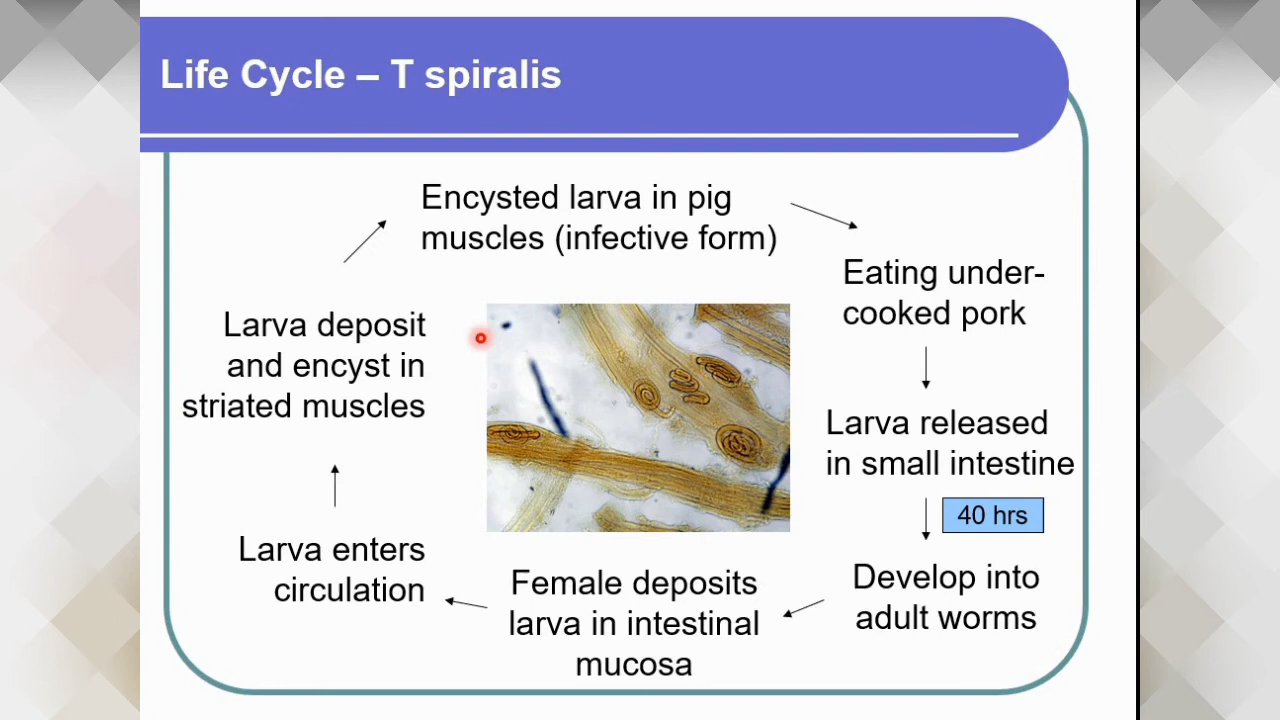 Life Cycle – T spiralis
Encysted larva in pig
muscles (infective form)
Eating under-
cooked pork
Larva released
in small intestine
40 hrs
Develop into
adult worms
Female deposits
larva in intestinal
mucosa
Larva enters
circulation
Larva deposit
and encyst in
striated muscles